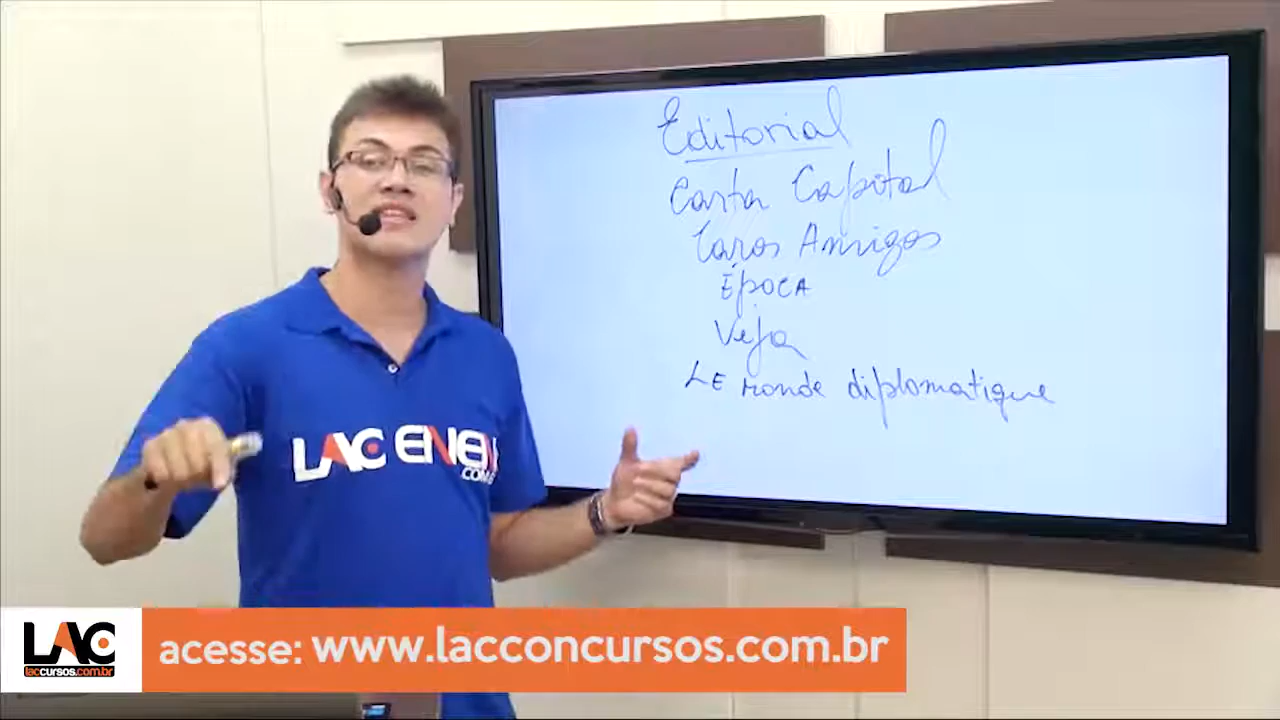 Editorial
Carta Capital
Caros Amigos
ÉPOCA
Veja
LE Monde diplomatique
LAC ENEM
.COM.B
LAC
laccursos.com.br
acesse: www.lacconcursos.com.br